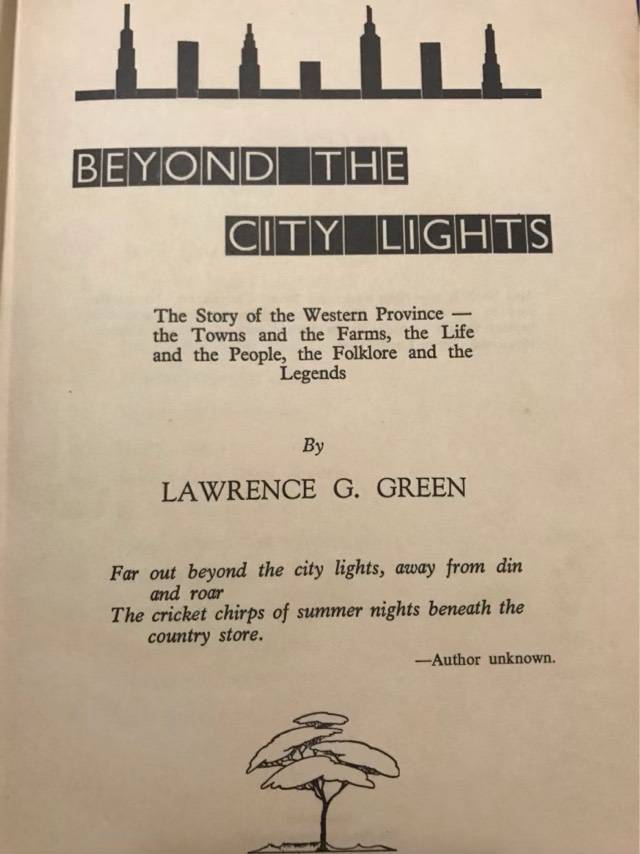 BEYOND THE
CITY LIGHTS
The Story of the Western Province —
the Towns and the Farms, the Life
and the People, the Folklore and the
Legends
By
LAWRENCE G. GREEN
Far out beyond the city lights, away from din
and roar
The cricket chirps of summer nights beneath the
country store.
—Author unknown.